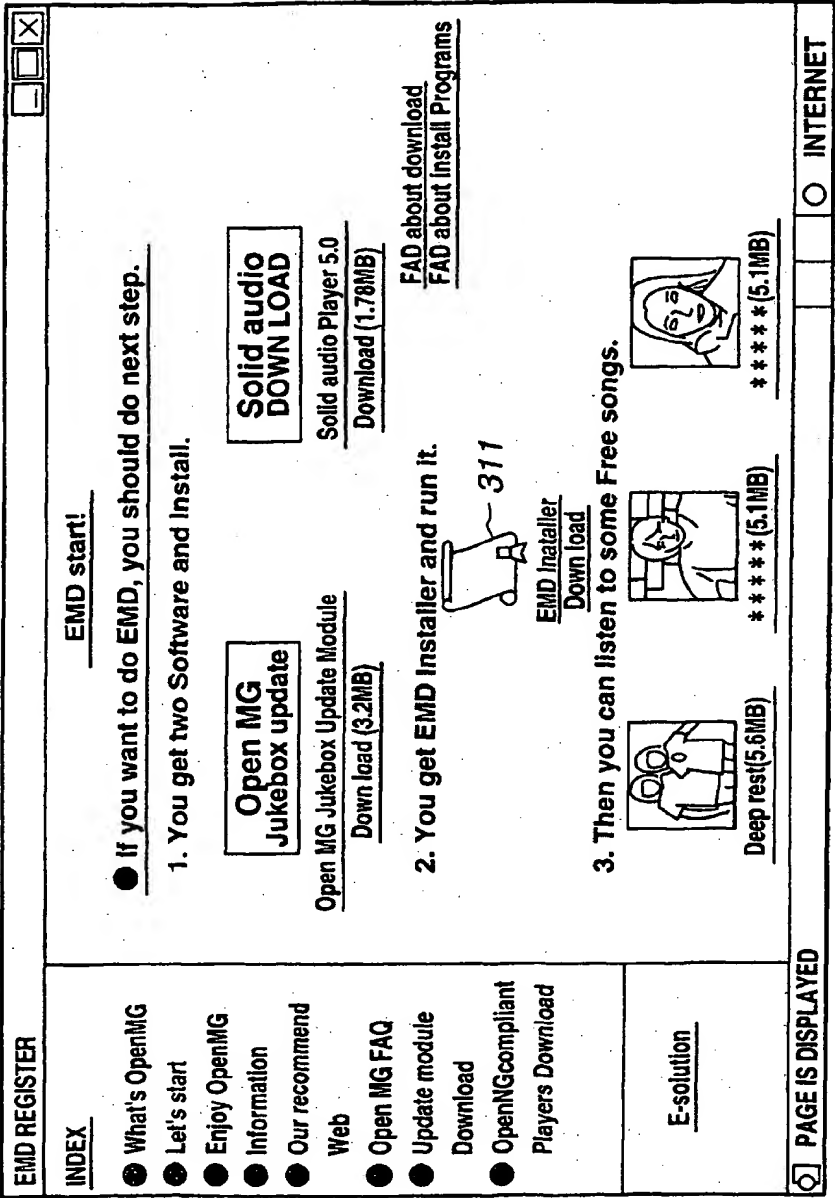 EMD REGISTER
INDEX
What's OpenMG
Let's start
Enjoy OpenMG
Information
Our recommend
Web
Open MG FAQ
Update module
Download
OpenNGcompliant
Players Download
E-solution
EMD start!
If you want to do EMD, you should do next step.
1. You get two Software and Install.
Open MG
Jukebox update
Open MG Jukebox Update Module
Down load (3.2MB)
Solid audio
DOWN LOAD
Solid audio Player 5.0
Download (1.78MB)
2. You get EMD Installer and run it.
311
EMD Inataller
Down load
FAD about download
FAD about Install Programs
3. Then you can listen to some Free songs.
Deep rest(5.6MB)
*****(5.1MB)
*****(5.1MB)
PAGE IS DISPLAYED
INTERNET